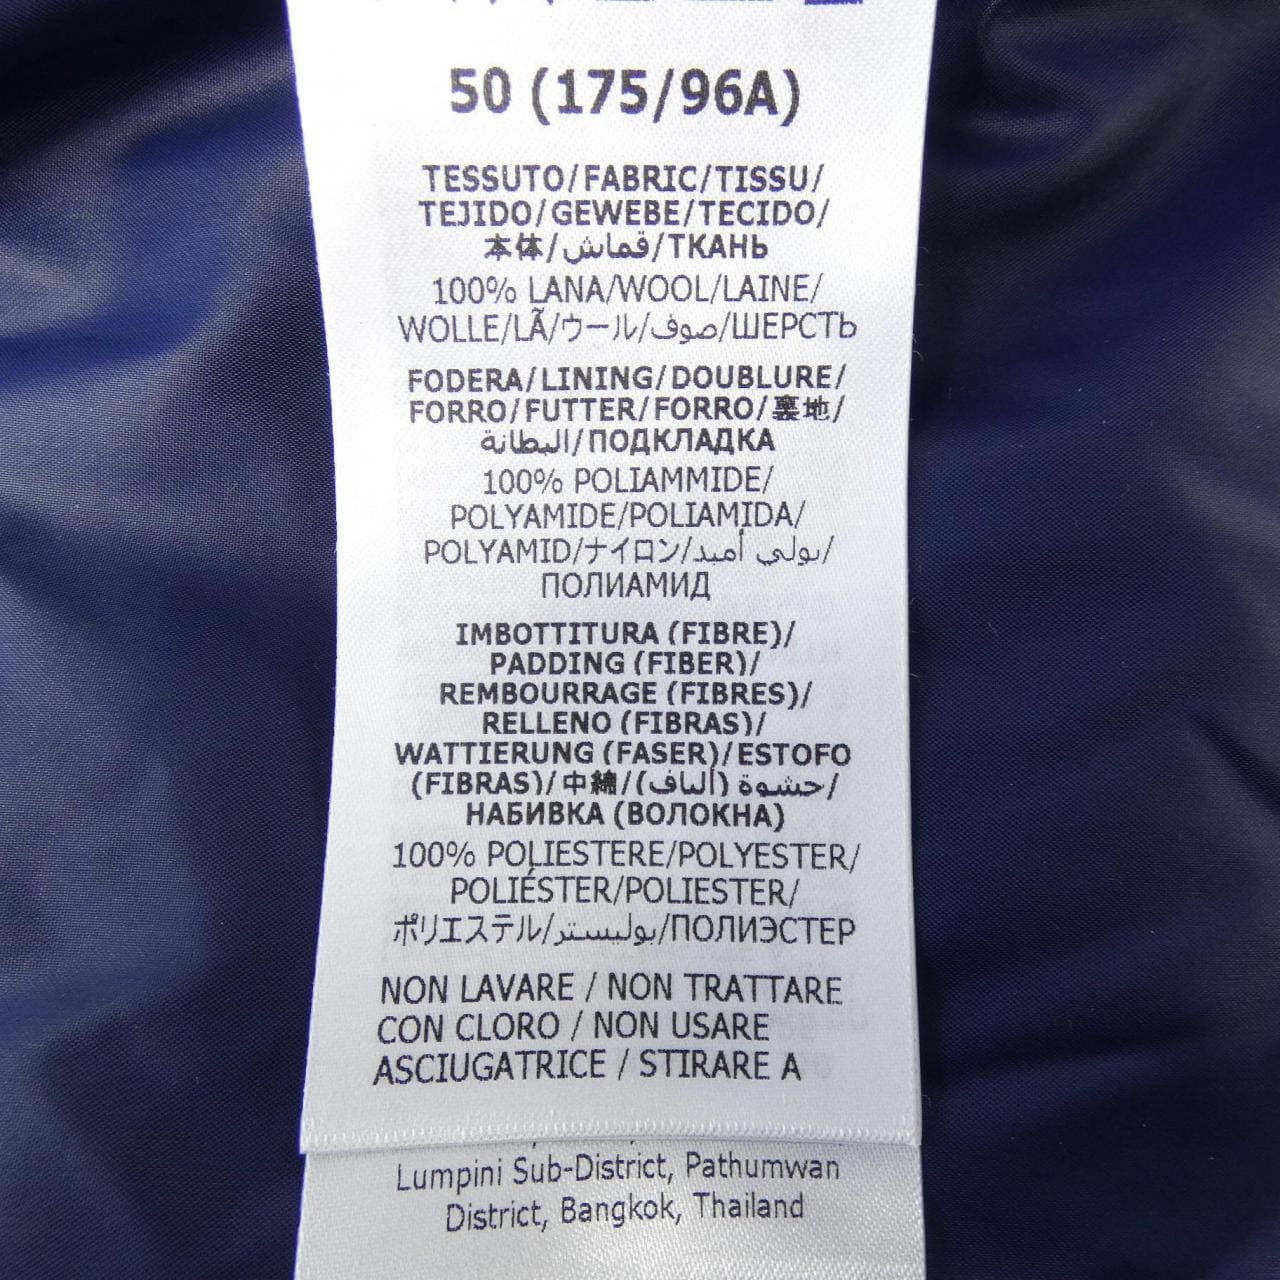 50 (175/96A)
TESSUTO/FABRIC/TISSU/
TEJIDO/GEWEBE/TECIDO/
本体/قماش/ТКАНЬ
100% LANA/WOOL/LAINE/
WOLLE/LÃ/ウール/صوف/ШЕРСТЬ
FODERA/LINING/DOUBLURE/
FORRO/FUTTER/FORRO/裏地/
البطانة/ПОДКЛАДКА
100% POLIAMMIDE/
POLYAMIDE/POLIAMIDA/
POLYAMID/ナイロン/بولي أميد/
ПОЛИАМИД
IMBOTTITURA (FIBRE)/
PADDING (FIBER)/
REMBOURRAGE (FIBRES)/
RELLENO (FIBRAS)/
WATTIERUNG (FASER)/ESTOFO
(FIBRAS)/中綿/حشوة (ألياف)/
НАБИВКА (ВОЛОКНА)
100% POLIESTERE/POLYESTER/
POLIÉSTER/POLIESTER/
ポリエステル/بوليستر/ПОЛИЭСТЕР
NON LAVARE / NON TRATTARE
CON CLORO / NON USARE
ASCIUGATRICE / STIRARE A
Lumpini Sub-District, Pathumwan
District, Bangkok, Thailand